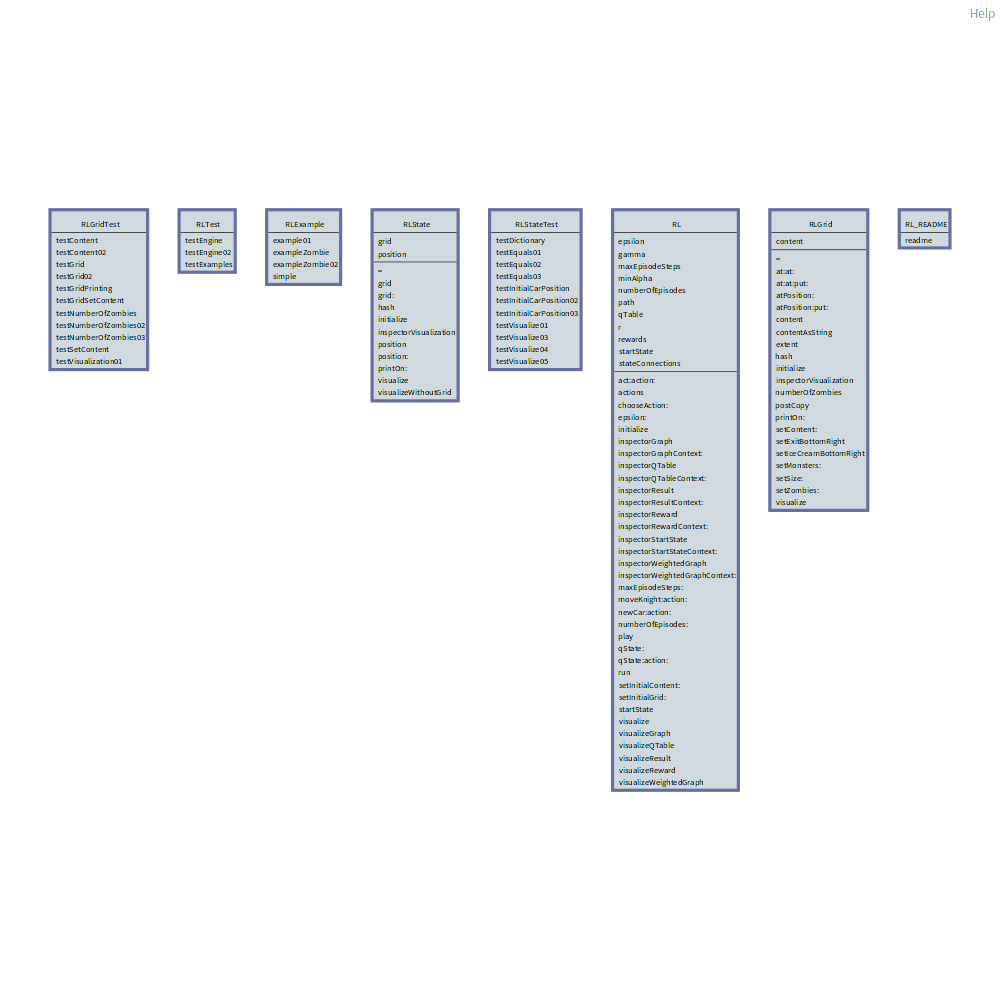 Help
RLGridTest
testContent
testContent02
testGrid
testGrid02
testGridPrinting
testGridSetContent
testNumberOfZombies
testNumberOfZombies02
testNumberOfZombies03
testSetContent
testVisualization01
RLTest
testEngine
testEngine02
testExamples
RLExample
example01
exampleZombie
exampleZombie02
simple
RLState
grid
position
=
grid
grid:
hash
initialize
inspectorVisualization
position
position:
printOn:
visualize
visualizeWithoutGrid
RLStateTest
testDictionary
testEquals01
testEquals02
testEquals03
testInitialCarPosition
testInitialCarPosition02
testInitialCarPosition03
testVisualize01
testVisualize03
testVisualize04
testVisualize05
RL
epsilon
gamma
maxEpisodeSteps
minAlpha
numberOfEpisodes
path
qTable
r
rewards
startState
stateConnections
act:action:
actions
chooseAction:
epsilon:
initialize
inspectorGraph
inspectorGraphContext:
inspectorQTable
inspectorQTableContext:
inspectorResult
inspectorResultContext:
inspectorReward
inspectorRewardContext:
inspectorStartState
inspectorStartStateContext:
inspectorWeightedGraph
inspectorWeightedGraphContext:
maxEpisodeSteps:
moveKnight:action:
newCar:action:
numberOfEpisodes:
play
qState:
qState:action:
run
setInitialContent:
setInitialGrid:
startState
visualize
visualizeGraph
visualizeQTable
visualizeResult
visualizeReward
visualizeWeightedGraph
RLGrid
content
=
at:at:
at:at:put:
atPosition:
atPosition:put:
content
contentAsString
extent
hash
initialize
inspectorVisualization
numberOfZombies
postCopy
printOn:
setContent:
setExitBottomRight
setIceCreamBottomRight
setMonsters:
setSize:
setZombies:
visualize
RL_README
readme